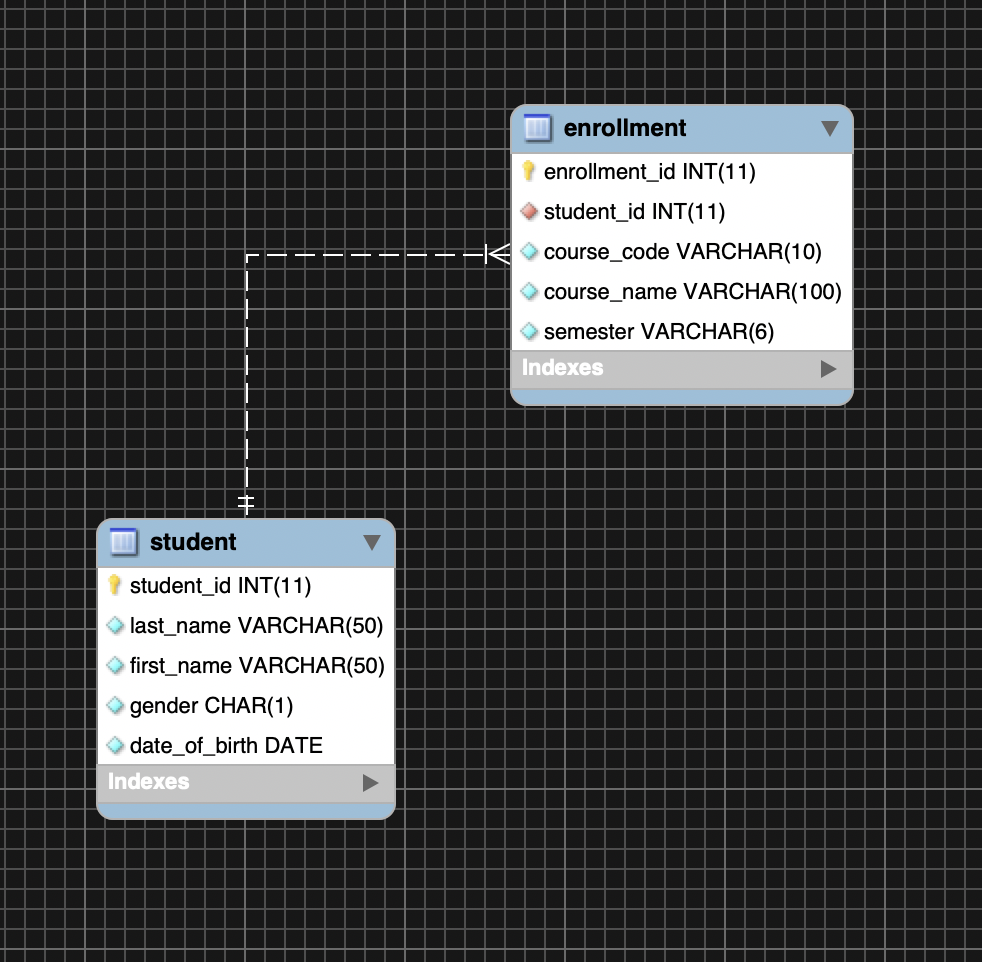 enrollment
enrollment_id INT(11)
student_id INT(11)
course_code VARCHAR(10)
course_name VARCHAR(100)
semester VARCHAR(6)
Indexes
student
student_id INT(11)
last_name VARCHAR(50)
first_name VARCHAR(50)
gender CHAR(1)
date_of_birth DATE
Indexes